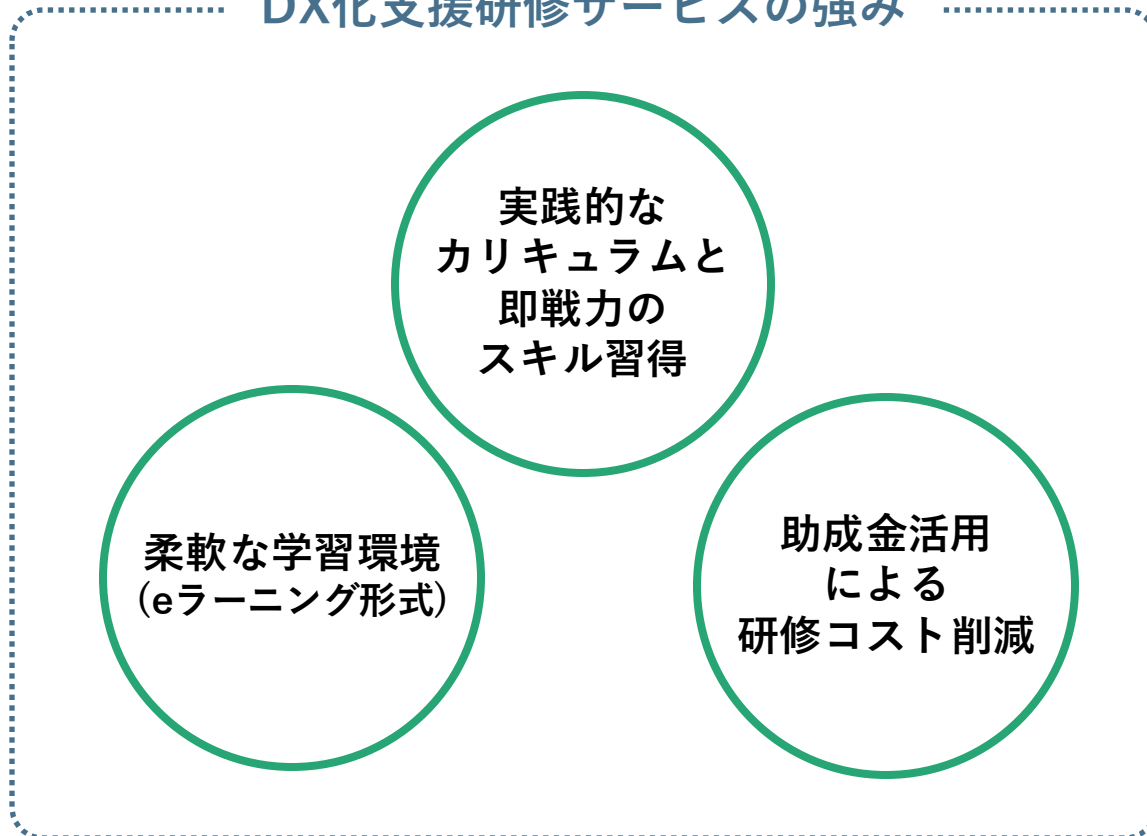 DX化支援研修サービスの強み
実践的な
カリキュラムと
即戦力の
スキル習得
柔軟な学習環境
(eラーニング形式)
助成金活用
による
研修コスト削減